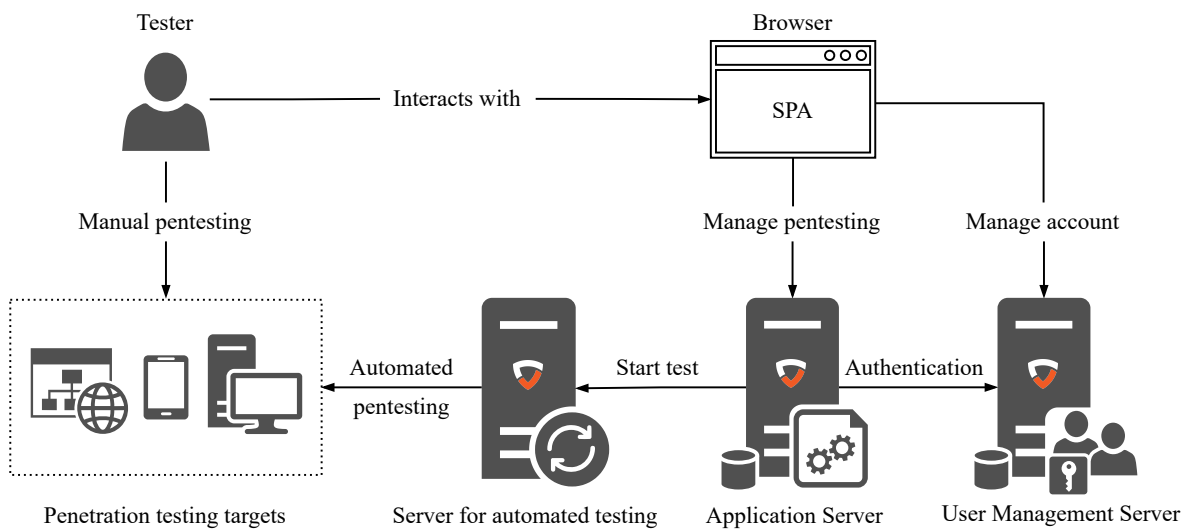 Tester
Browser
Interacts with
SPA
Manual pentesting
Manage pentesting
Manage account
Automated
pentesting
Start test
Authentication
Penetration testing targets
Server for automated testing
Application Server
User Management Server